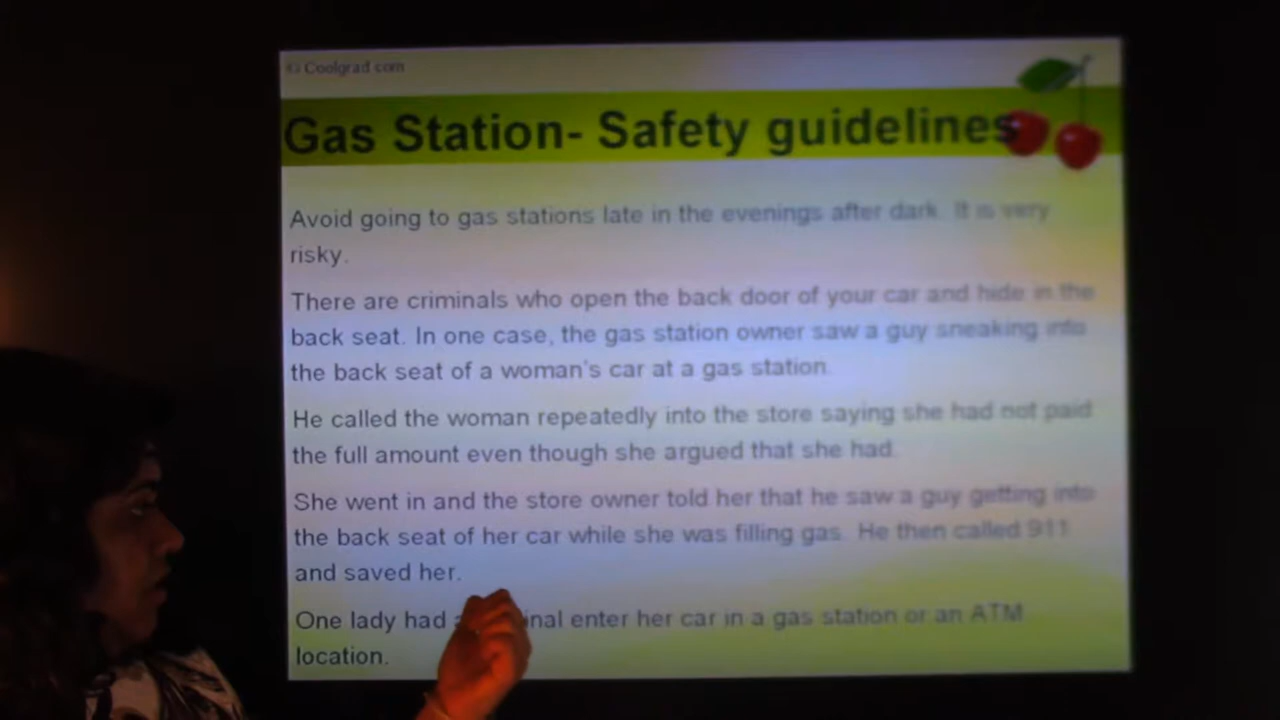 © Coolgrad.com
Gas Station- Safety guidelines
Avoid going to gas stations late in the evenings after dark. It is very
risky.
There are criminals who open the back door of your car and hide in the
back seat. In one case, the gas station owner saw a guy sneaking into
the back seat of a woman's car at a gas station.
He called the woman repeatedly into the store saying she had not paid
the full amount even though she argued that she had.
She went in and the store owner told her that he saw a guy getting into
the back seat of her car while she was filling gas. He then called 911
and saved her.
One lady had enter her car in a gas station or an ATM
location.